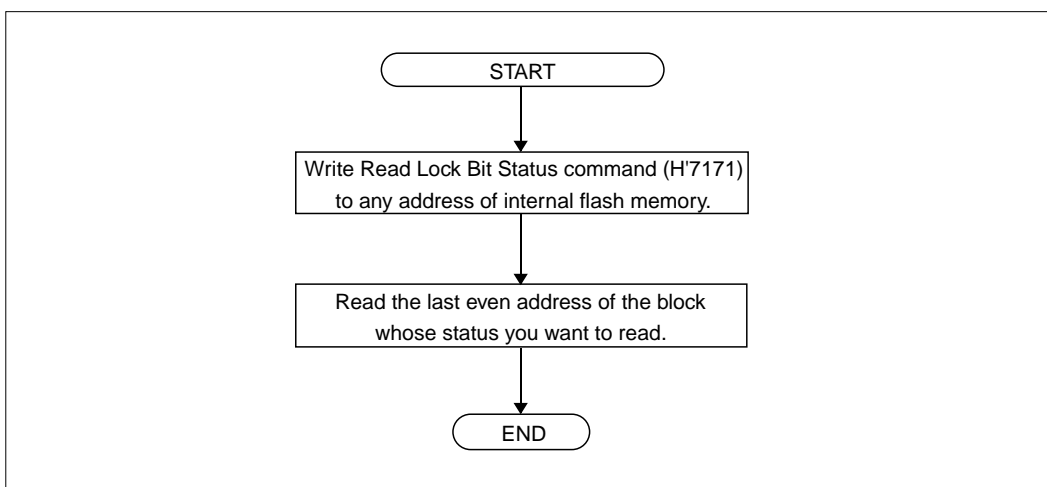 START
Write Read Lock Bit Status command (H'7171)
to any address of internal flash memory.
Read the last even address of the block
whose status you want to read.
END